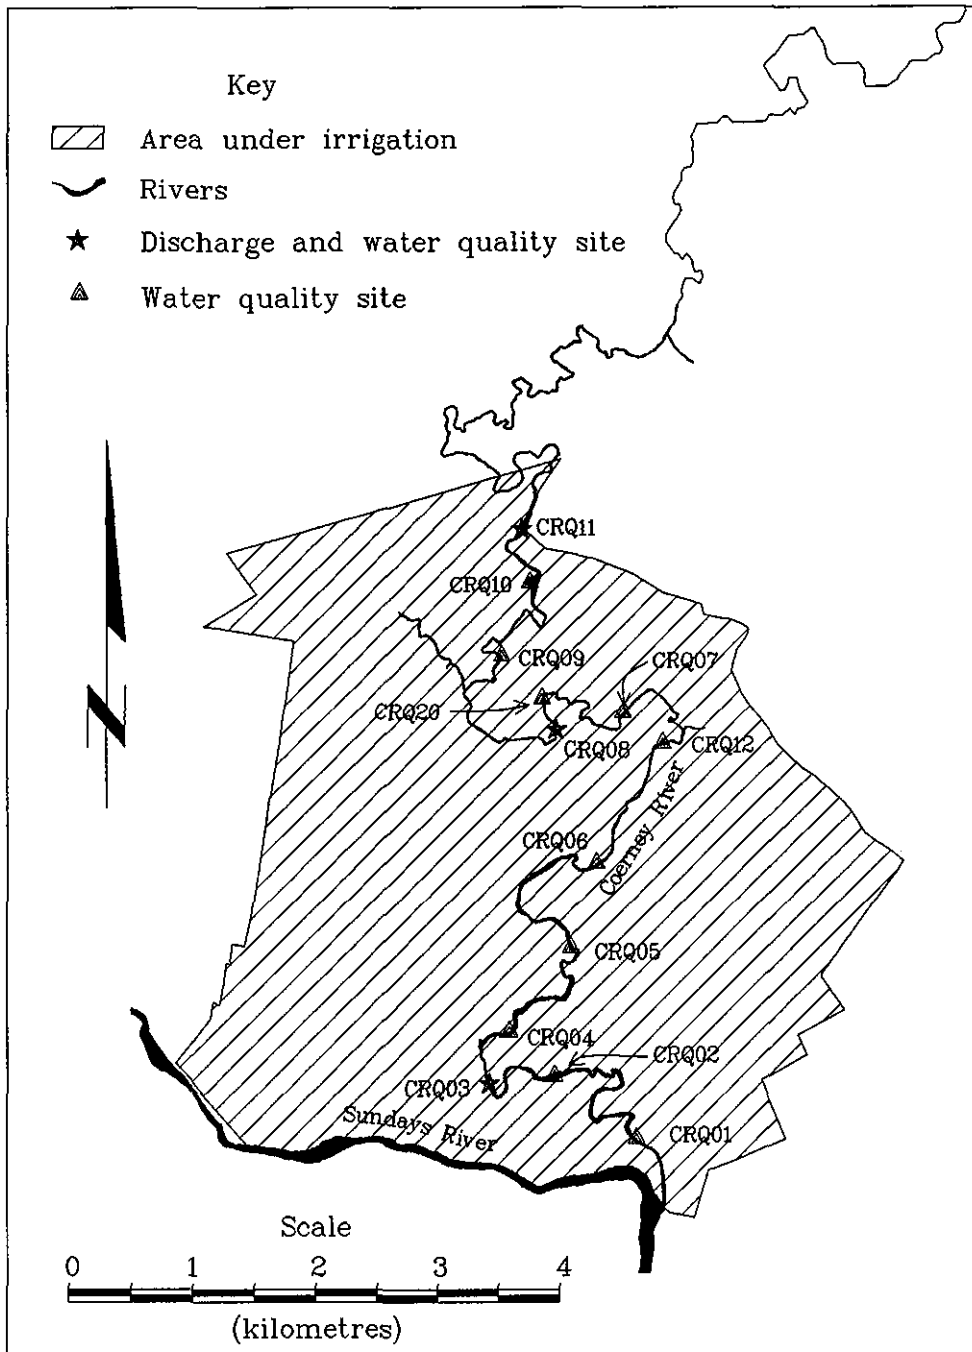 Key
Area under irrigation
Rivers
Discharge and water quality site
Water quality site
CRQ11
CRQ10
CRQ09
CRQ07
CRQ20
CRQ08
CRQ12
CRQ06
Coerney River
CRQ05
CRQ04
CRQ02
CRQ03
Sundays River
CRQ01
Scale
0 1 2 3 4
(kilometres)
N